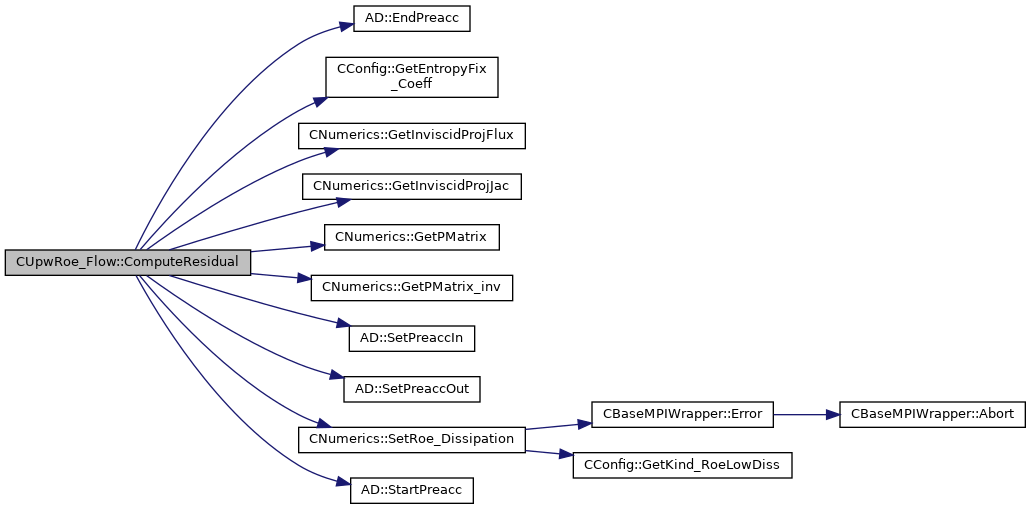 AD::EndPreacc
CConfig::GetEntropyFix
_Coeff
CNumerics::GetInviscidProjFlux
CNumerics::GetInviscidProjJac
CNumerics::GetPMatrix
CUpwRoe_Flow::ComputeResidual
CNumerics::GetPMatrix_inv
AD::SetPreaccIn
AD::SetPreaccOut
CNumerics::SetRoe_Dissipation
CBaseMPIWrapper::Error
CBaseMPIWrapper::Abort
CConfig::GetKind_RoeLowDiss
AD::StartPreacc